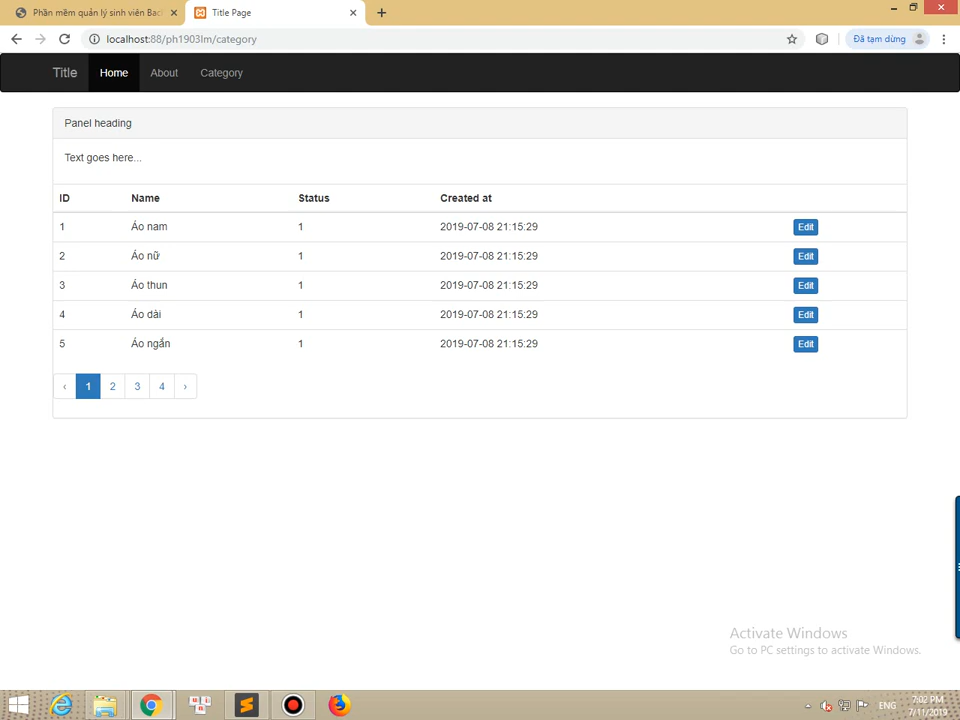 Phần mềm quản lý sinh viên Bac
Title Page
localhost:88/ph1903lm/category
Đã tạm dừng
Title
Home
About
Category
Panel heading
Text goes here...
ID Name Status Created at
1 Áo nam 1 2019-07-08 21:15:29 Edit
2 Áo nữ 1 2019-07-08 21:15:29 Edit
3 Áo thun 1 2019-07-08 21:15:29 Edit
4 Áo dài 1 2019-07-08 21:15:29 Edit
5 Áo ngắn 1 2019-07-08 21:15:29 Edit
‹ 1 2 3 4 ›
Activate Windows
Go to PC settings to activate Windows.
ENG
7:02 PM
7/11/2019